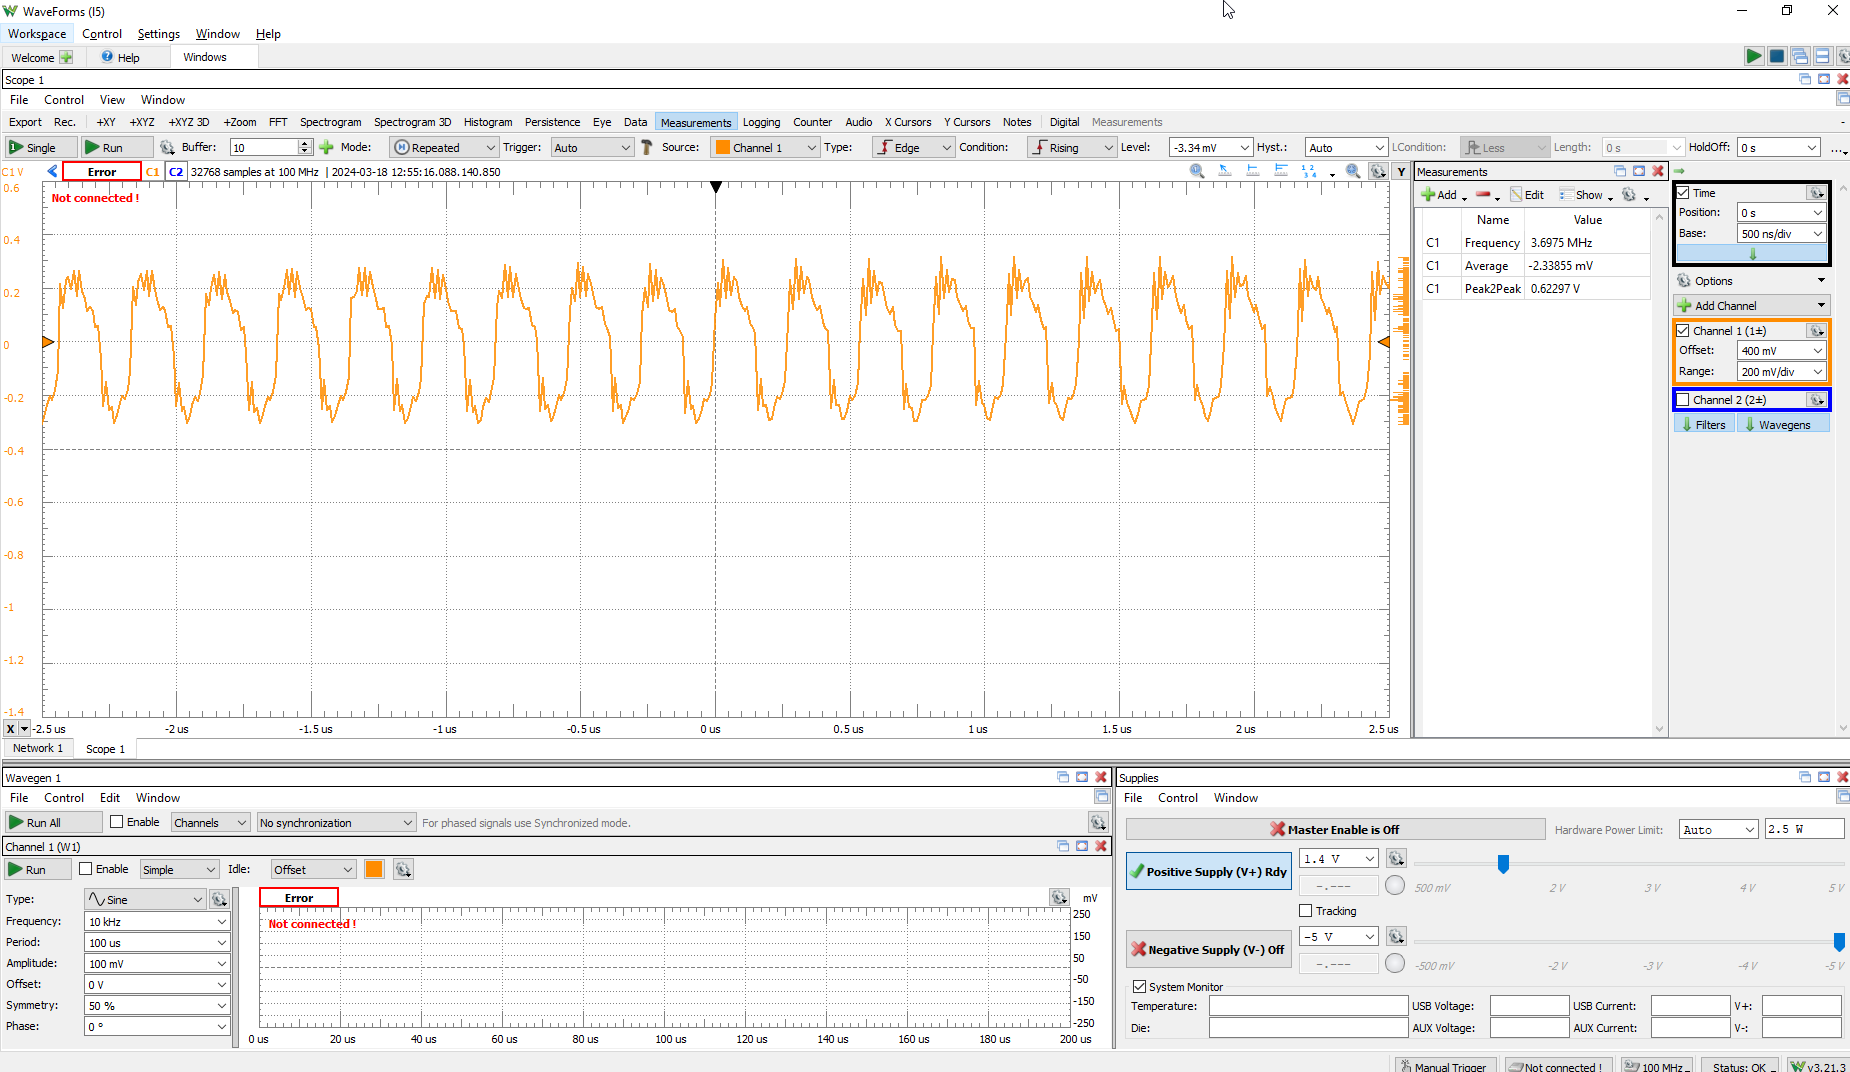 WaveForms (I5)
Workspace Control Settings Window Help
Welcome Help Windows
Scope 1
File Control View Window
Export Rec. +XY +XYZ +XYZ 3D +Zoom FFT Spectrogram Spectrogram 3D Histogram Persistence Eye Data Measurements Logging Counter Audio X Cursors Y Cursors Notes Digital Measurements
Single Run Buffer: 10 Mode: Repeated Trigger: Auto Source: Channel 1 Type: Edge Condition: Rising Level: -3.34 mV Hyst.: Auto LCondition: Less Length: 0 s HoldOff: 0 s ...
C1 V Error C1 C2 32768 samples at 100 MHz | 2024-03-18 12:55:16.088.140.850 Y
Not connected !
0.6
0.4
0.2
0
-0.2
-0.4
-0.6
-0.8
-1
-1.2
-1.4
X -2.5 us -2 us -1.5 us -1 us -0.5 us 0 us 0.5 us 1 us 1.5 us 2 us 2.5 us
Measurements
Add Edit Show
Name Value
C1 Frequency 3.6975 MHz
C1 Average -2.33855 mV
C1 Peak2Peak 0.62297 V
Time
Position: 0 s
Base: 500 ns/div
Options
Add Channel
Channel 1 (1±)
Offset: 400 mV
Range: 200 mV/div
Channel 2 (2±)
Filters Wavegens
Network 1 Scope 1
Wavegen 1
File Control Edit Window
Run All Enable Channels No synchronization For phased signals use Synchronized mode.
Channel 1 (W1)
Run Enable Simple Idle: Offset
Type: Sine
Frequency: 10 kHz
Period: 100 us
Amplitude: 100 mV
Offset: 0 V
Symmetry: 50 %
Phase: 0 °
Error mV
Not connected !
250
150
50
-50
-150
-250
0 us 20 us 40 us 60 us 80 us 100 us 120 us 140 us 160 us 180 us 200 us
Supplies
File Control Window
Master Enable is Off Hardware Power Limit: Auto 2.5 W
Positive Supply (V+) Rdy 1.4 V
-.--- 500 mV 2 V 3 V 4 V 5 V
Tracking
Negative Supply (V-) Off -5 V
-.--- -500 mV -2 V -3 V -4 V -5 V
System Monitor
Temperature: USB Voltage: USB Current: V+:
Die: AUX Voltage: AUX Current: V-:
Manual Trigger Not connected ! 100 MHz Status: OK v3.21.3